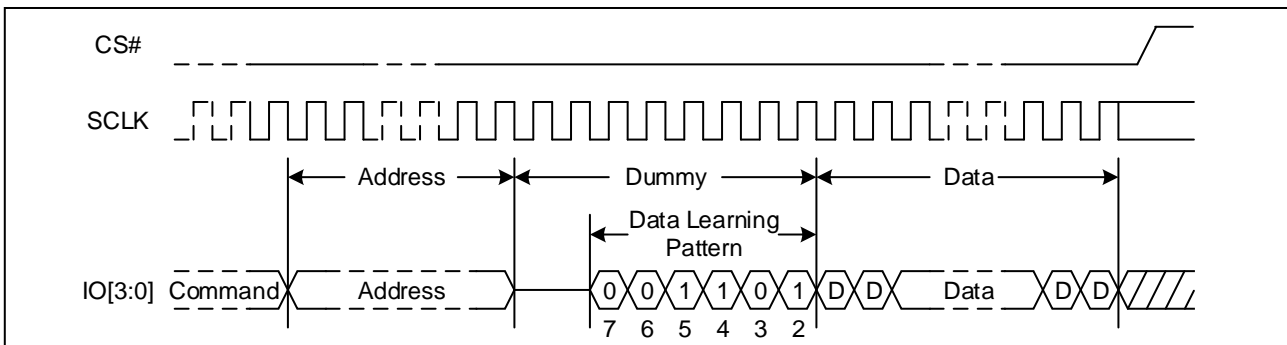 CS#
SCLK
Address Dummy Data
Data Learning
Pattern
IO[3:0] Command Address 0 0 1 1 0 1 D D Data D D
7 6 5 4 3 2